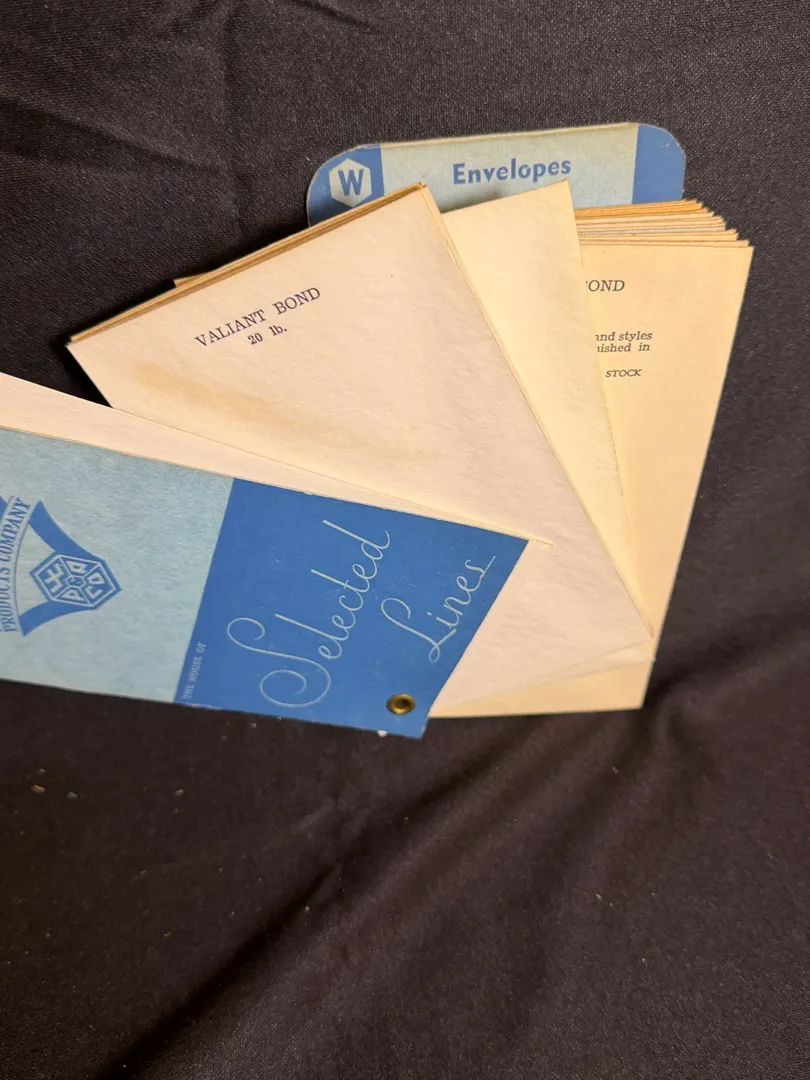 W
Envelopes
VALIANT BOND
20 lb.
OND
and styles
ished in
STOCK
PRODUCTS COMPANY
THE HOUSE OF
Selected
Lines